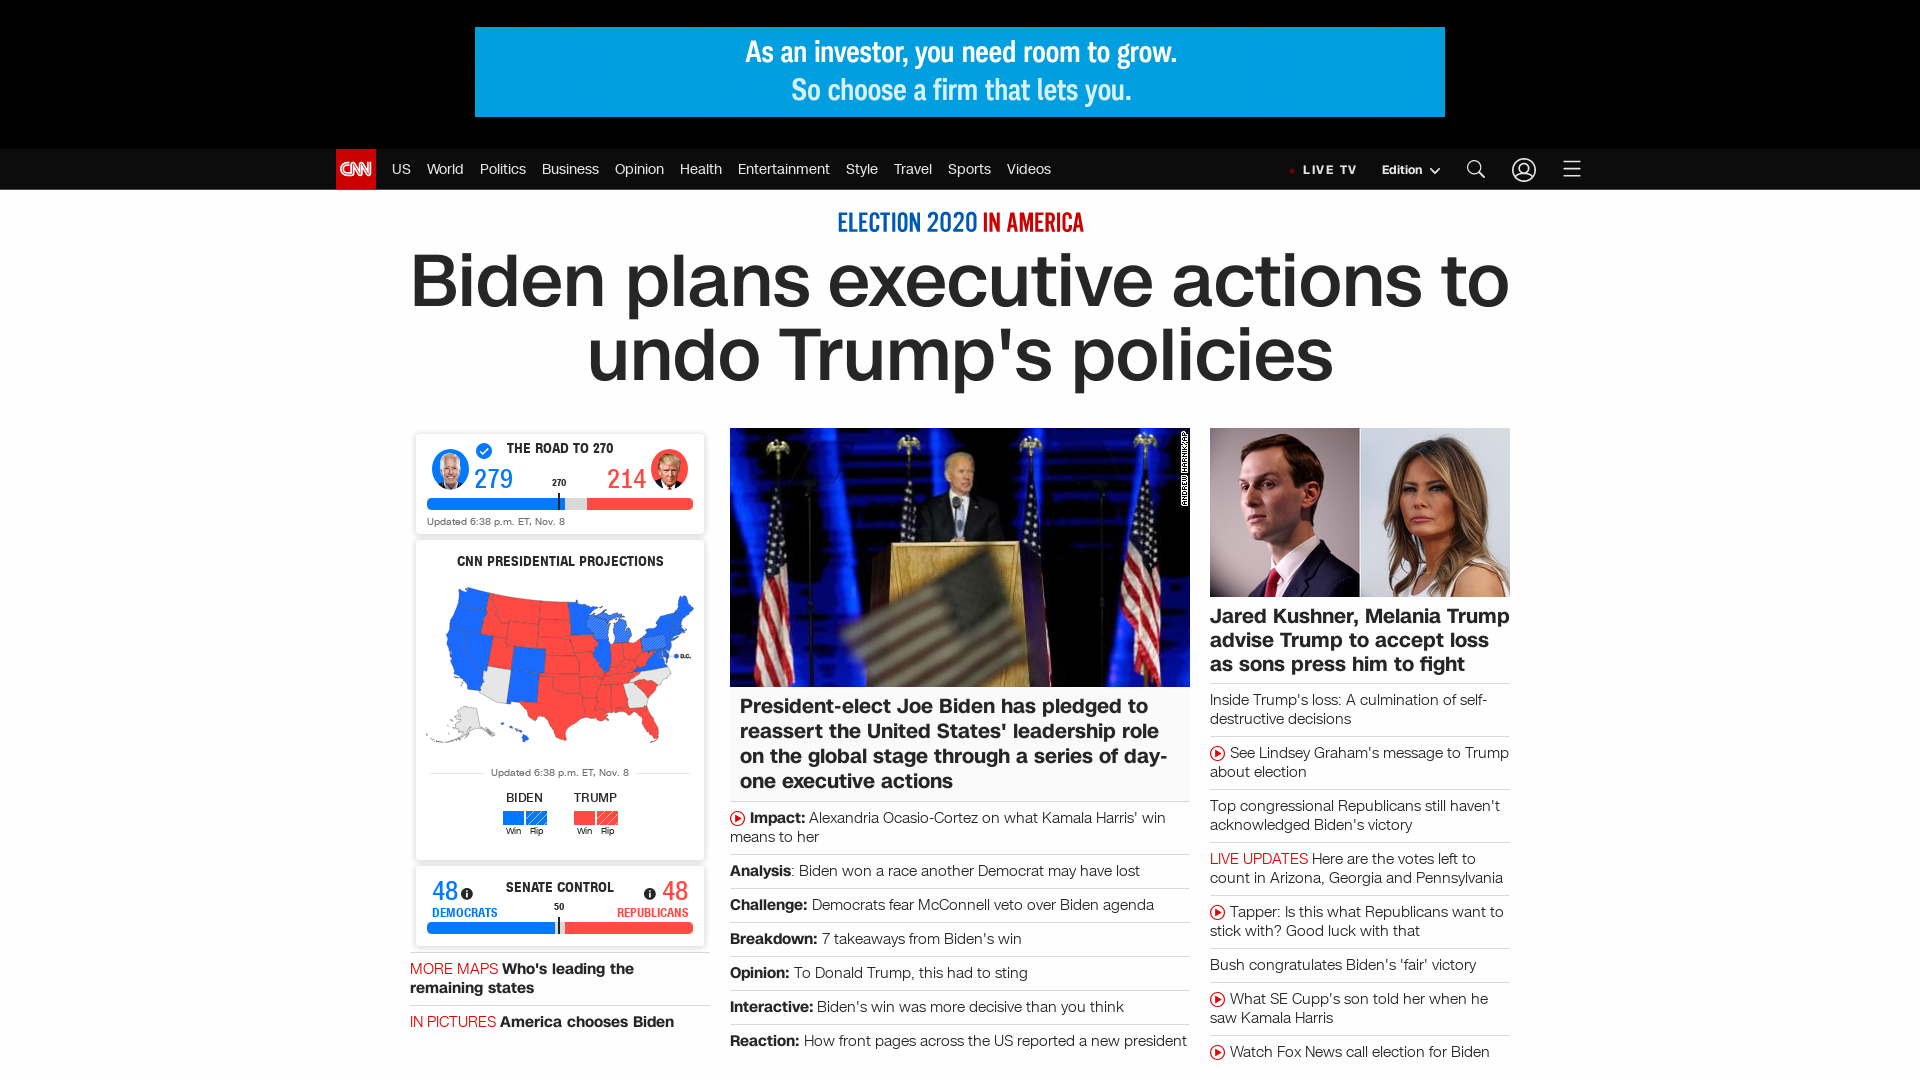 As an investor, you need room to grow.
So choose a firm that lets you.
CNN
US World Politics Business Opinion Health Entertainment Style Travel Sports Videos
LIVE TV Edition
ELECTION 2020 IN AMERICA
Biden plans executive actions to
undo Trump's policies
THE ROAD TO 270
279
214
270
Updated 6:38 p.m. ET, Nov. 8
CNN PRESIDENTIAL PROJECTIONS
D.C.
Updated 6:38 p.m. ET, Nov. 8
BIDEN TRUMP
Win Flip Win Flip
48 SENATE CONTROL 48
50
DEMOCRATS REPUBLICANS
MORE MAPS Who's leading the
remaining states
IN PICTURES America chooses Biden
ANDREW HARNIK/AP
President-elect Joe Biden has pledged to
reassert the United States' leadership role
on the global stage through a series of day-
one executive actions
Impact: Alexandria Ocasio-Cortez on what Kamala Harris' win
means to her
Analysis: Biden won a race another Democrat may have lost
Challenge: Democrats fear McConnell veto over Biden agenda
Breakdown: 7 takeaways from Biden's win
Opinion: To Donald Trump, this had to sting
Interactive: Biden's win was more decisive than you think
Reaction: How front pages across the US reported a new president
Jared Kushner, Melania Trump
advise Trump to accept loss
as sons press him to fight
Inside Trump's loss: A culmination of self-
destructive decisions
See Lindsey Graham's message to Trump
about election
Top congressional Republicans still haven't
acknowledged Biden's victory
LIVE UPDATES Here are the votes left to
count in Arizona, Georgia and Pennsylvania
Tapper: Is this what Republicans want to
stick with? Good luck with that
Bush congratulates Biden's 'fair' victory
What SE Cupp's son told her when he
saw Kamala Harris
Watch Fox News call election for Biden